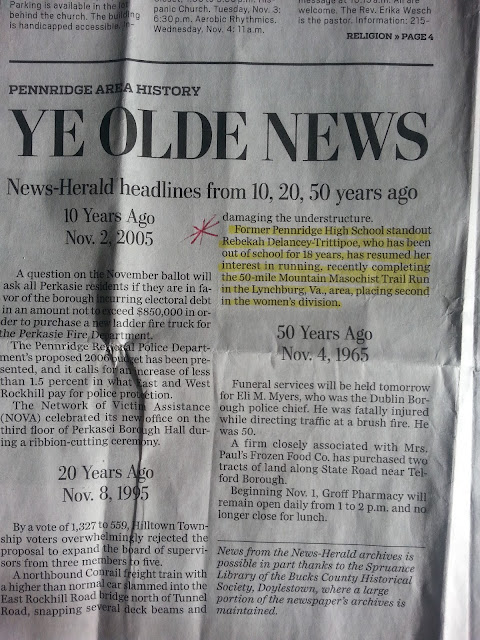 Parking is available in the lot
behind the church. The building
is handicapped accessible.
panic Church, Tuesday, Nov. 3:
6:30 p.m. Aerobic Rhythmics.
Wednesday, Nov. 4: 11a.m.
welcome. The Rev. Erika Wesch
is the pastor. Information: 215-
RELIGION » PAGE 4
PENNRIDGE AREA HISTORY
YE OLDE NEWS
News-Herald headlines from 10, 20, 50 years ago
10 Years Ago
Nov. 2, 2005
A question on the November ballot will
ask all Perkasie residents if they are in fa-
vor of the borough incurring electoral debt
in an amount not to exceed $850,000 in or-
der to purchase a new ladder fire truck for
the Perkasie Fire Department.
The Pennridge Regional Police Depart-
ment's proposed 2006 budget has been pre-
sented, and it calls for an increase of less
than 1.5 percent in what East and West
Rockhill pay for police protection.
The Network of Victim Assistance
(NOVA) celebrated its new office on the
third floor of Perkasei Borough Hall dur-
ing a ribbion-cutting ceremony.
20 Years Ago
Nov. 8, 1995
By a vote of 1,327 to 559, Hilltown Town-
ship voters overwhelmingly rejected the
proposal to expand the board of supervi-
sors from three members to five.
A northbound Conrail freight train with
a higher than normal car slammed into the
East Rockhill Road bridge north of Tunnel
Road, snapping several deck beams and
damaging the understructure.
Former Pennridge High School standout
Rebekah Delancey-Trittipoe, who has been
out of school for 18 years, has resumed her
interest in running, recently completing
the 50-mile Mountain Masochist Trail Run
in the Lynchburg, Va., area, placing second
in the women's division.
50 Years Ago
Nov. 4, 1965
Funeral services will be held tomorrow
for Eli M. Myers, who was the Dublin Bor-
ough police chief. He was fatally injured
while directing traffic at a brush fire. He
was 50.
A firm closely associated with Mrs.
Paul's Frozen Food Co. has purchased two
tracts of land along State Road near Tel-
ford Borough.
Beginning Nov. 1, Groff Pharmacy will
remain open daily from 1 to 2 p.m. and no
longer close for lunch.
News from the News-Herald archives is
possible in part thanks to the Spruance
Library of the Bucks County Historical
Society, Doylestown, where a large
portion of the newspaper's archives is
maintained.